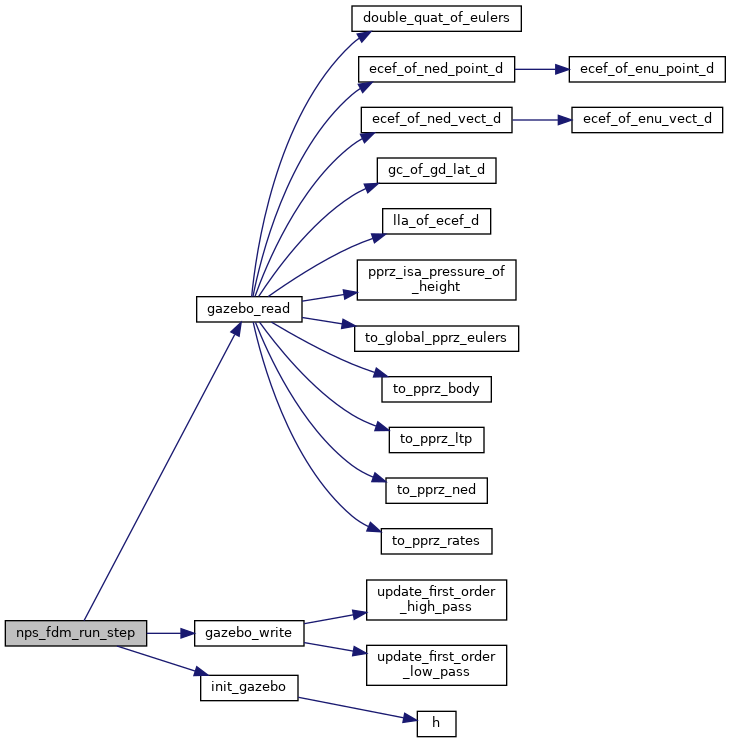 double_quat_of_eulers
ecef_of_ned_point_d
ecef_of_enu_point_d
ecef_of_ned_vect_d
ecef_of_enu_vect_d
gc_of_gd_lat_d
lla_of_ecef_d
pprz_isa_pressure_of
_height
gazebo_read
to_global_pprz_eulers
to_pprz_body
to_pprz_ltp
to_pprz_ned
to_pprz_rates
update_first_order
_high_pass
nps_fdm_run_step
gazebo_write
update_first_order
_low_pass
init_gazebo
h